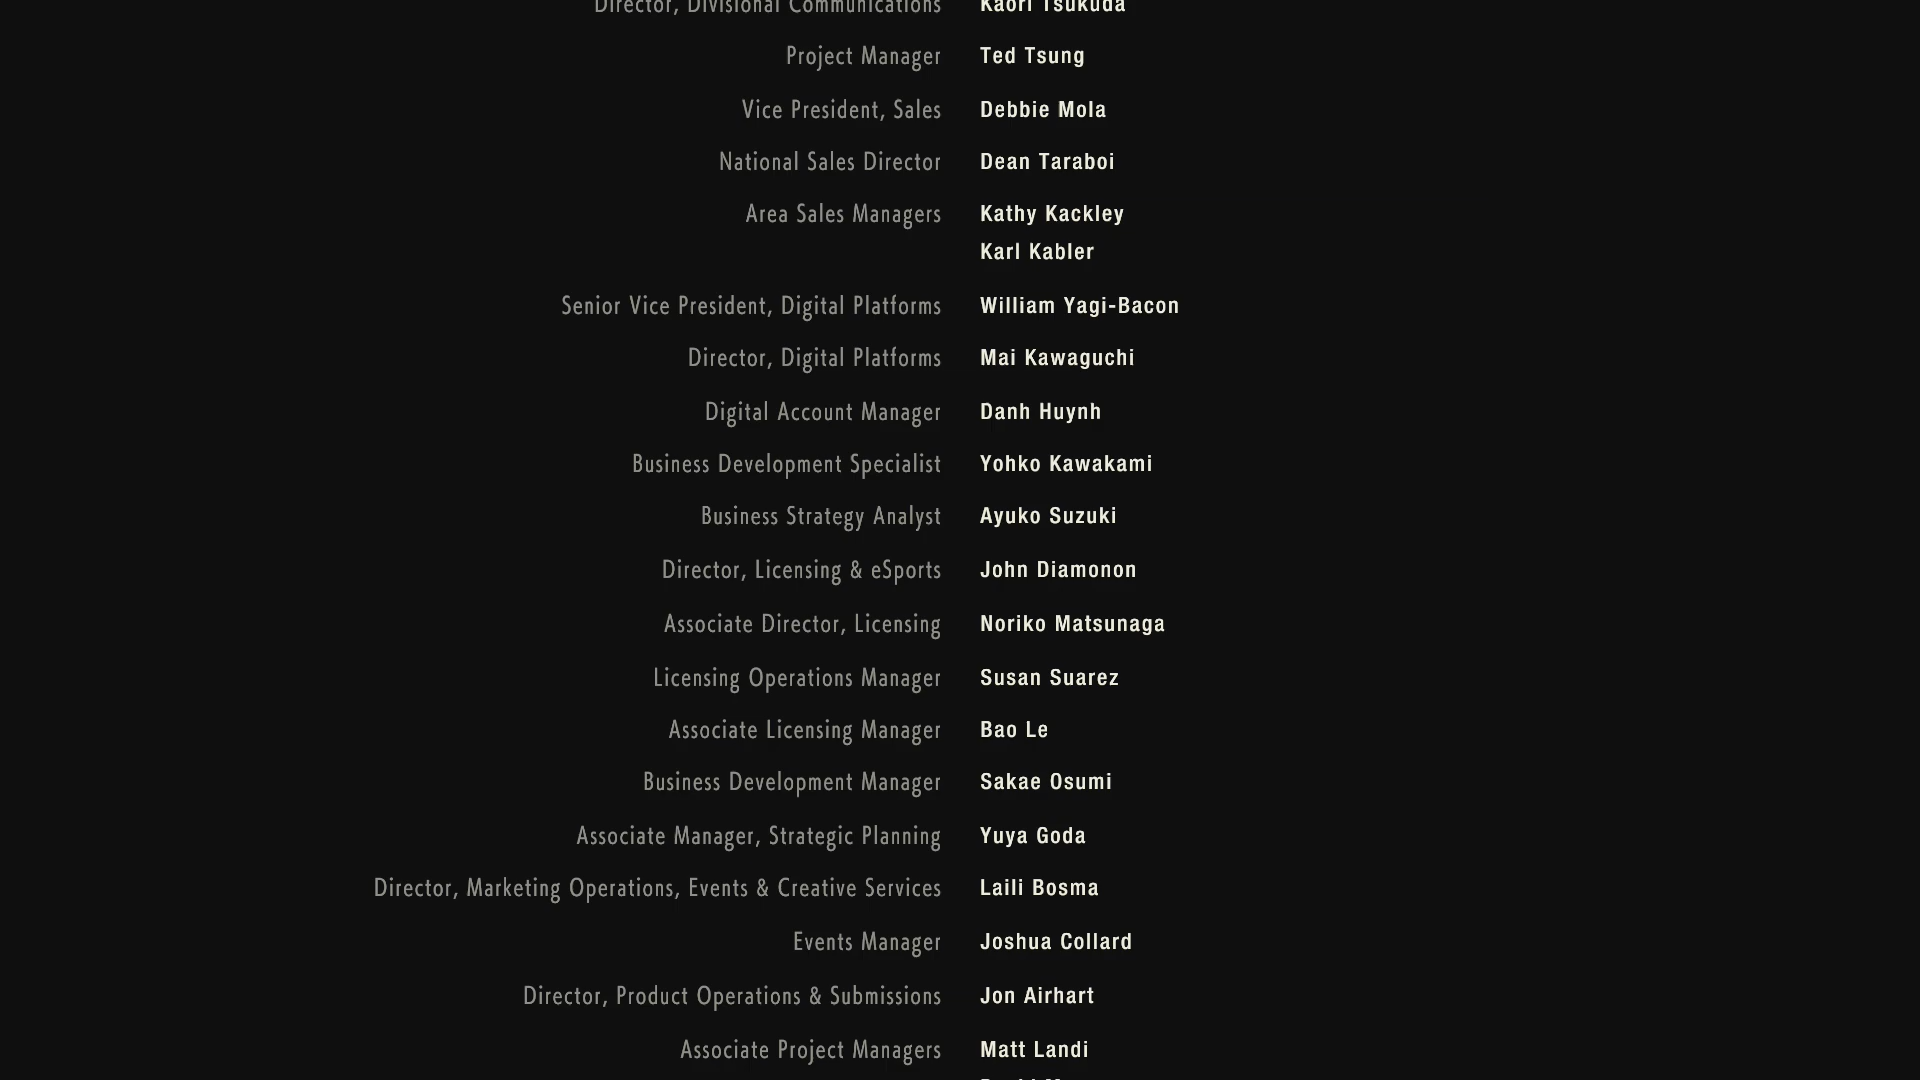 Director, Divisional Communications Kaori Tsukuda
Project Manager Ted Tsung
Vice President, Sales Debbie Mola
National Sales Director Dean Taraboi
Area Sales Managers Kathy Kackley
Karl Kabler
Senior Vice President, Digital Platforms William Yagi-Bacon
Director, Digital Platforms Mai Kawaguchi
Digital Account Manager Danh Huynh
Business Development Specialist Yohko Kawakami
Business Strategy Analyst Ayuko Suzuki
Director, Licensing & eSports John Diamonon
Associate Director, Licensing Noriko Matsunaga
Licensing Operations Manager Susan Suarez
Associate Licensing Manager Bao Le
Business Development Manager Sakae Osumi
Associate Manager, Strategic Planning Yuya Goda
Director, Marketing Operations, Events & Creative Services Laili Bosma
Events Manager Joshua Collard
Director, Product Operations & Submissions Jon Airhart
Associate Project Managers Matt Landi